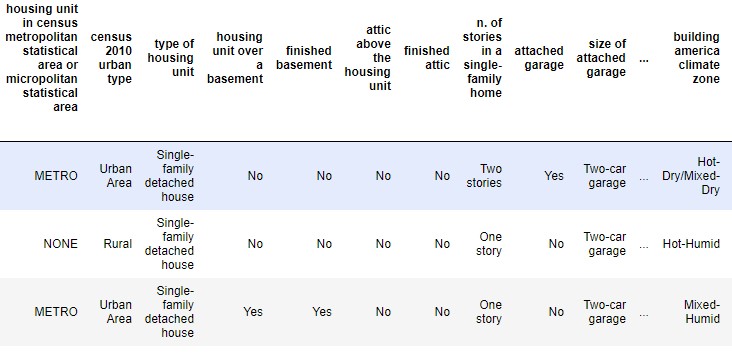 housing unit in census metropolitan statistical area or micropolitan statistical area | census 2010 urban type | type of housing unit | housing unit over a basement | finished basement | attic above the housing unit | finished attic | n. of stories in a single-family home | attached garage | size of attached garage | ... | building america climate zone
METRO | Urban Area | Single-family detached house | No | No | No | No | Two stories | Yes | Two-car garage | ... | Hot-Dry/Mixed-Dry
NONE | Rural | Single-family detached house | No | No | No | No | One story | No | Two-car garage | ... | Hot-Humid
METRO | Urban Area | Single-family detached house | Yes | Yes | No | No | One story | No | Two-car garage | ... | Mixed-Humid